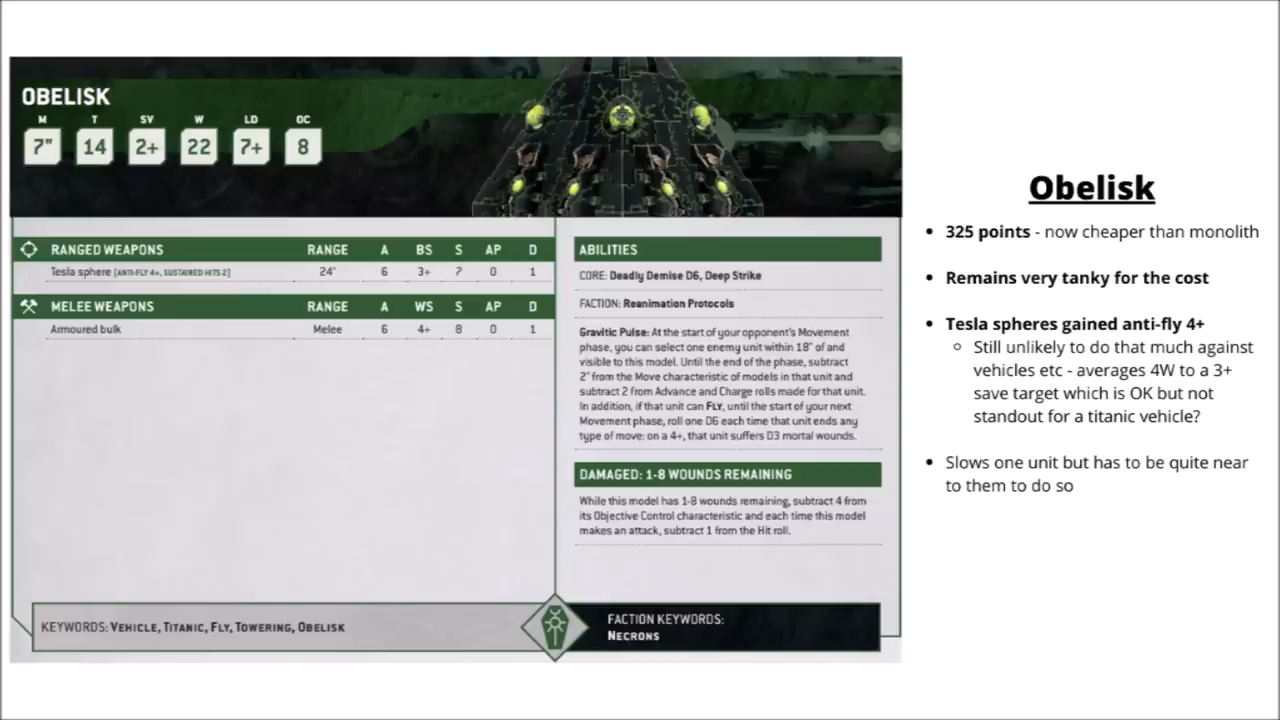 OBELISK
M T SV W LD OC
7" 14 2+ 22 7+ 8
RANGED WEAPONS RANGE A BS S AP D
Tesla sphere [ANTI-FLY 4+, SUSTAINED HITS 2] 24" 6 3+ 7 0 1
MELEE WEAPONS RANGE A WS S AP D
Armoured bulk Melee 6 4+ 8 0 1
ABILITIES
CORE: Deadly Demise D6, Deep Strike
FACTION: Reanimation Protocols
Gravitic Pulse: At the start of your opponent's Movement
phase, you can select one enemy unit within 18" of and
visible to this model. Until the end of the phase, subtract
2" from the Move characteristic of models in that unit and
subtract 2 from Advance and Charge rolls made for that unit.
In addition, if that unit can FLY, until the start of your next
Movement phase, roll one D6 each time that unit ends any
type of move: on a 4+, that unit suffers D3 mortal wounds.
DAMAGED: 1-8 WOUNDS REMAINING
While this model has 1-8 wounds remaining, subtract 4 from
its Objective Control characteristic and each time this model
makes an attack, subtract 1 from the Hit roll.
KEYWORDS: VEHICLE, TITANIC, FLY, TOWERING, OBELISK
FACTION KEYWORDS:
NECRONS
Obelisk
• 325 points - now cheaper than monolith
• Remains very tanky for the cost
• Tesla spheres gained anti-fly 4+
○ Still unlikely to do that much against
vehicles etc - averages 4W to a 3+
save target which is OK but not
standout for a titanic vehicle?
• Slows one unit but has to be quite near
to them to do so